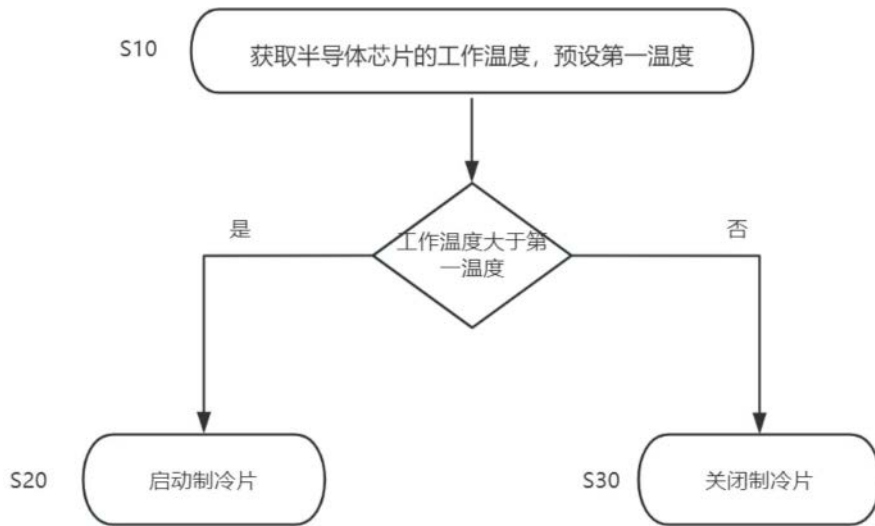 S10
获取半导体芯片的工作温度，预设第一温度
工作温度大于第
一温度
是
否
S20
启动制冷片
S30
关闭制冷片